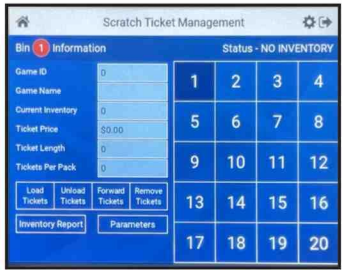 Scratch Ticket Management
Bin 1 Information
Status - NO INVENTORY
Game ID 0
Game Name
Current Inventory 0
Ticket Price $0.00
Ticket Length 0
Tickets Per Pack 0
Load Tickets
Unload Tickets
Forward Tickets
Remove Tickets
Inventory Report
Parameters
1 2 3 4
5 6 7 8
9 10 11 12
13 14 15 16
17 18 19 20